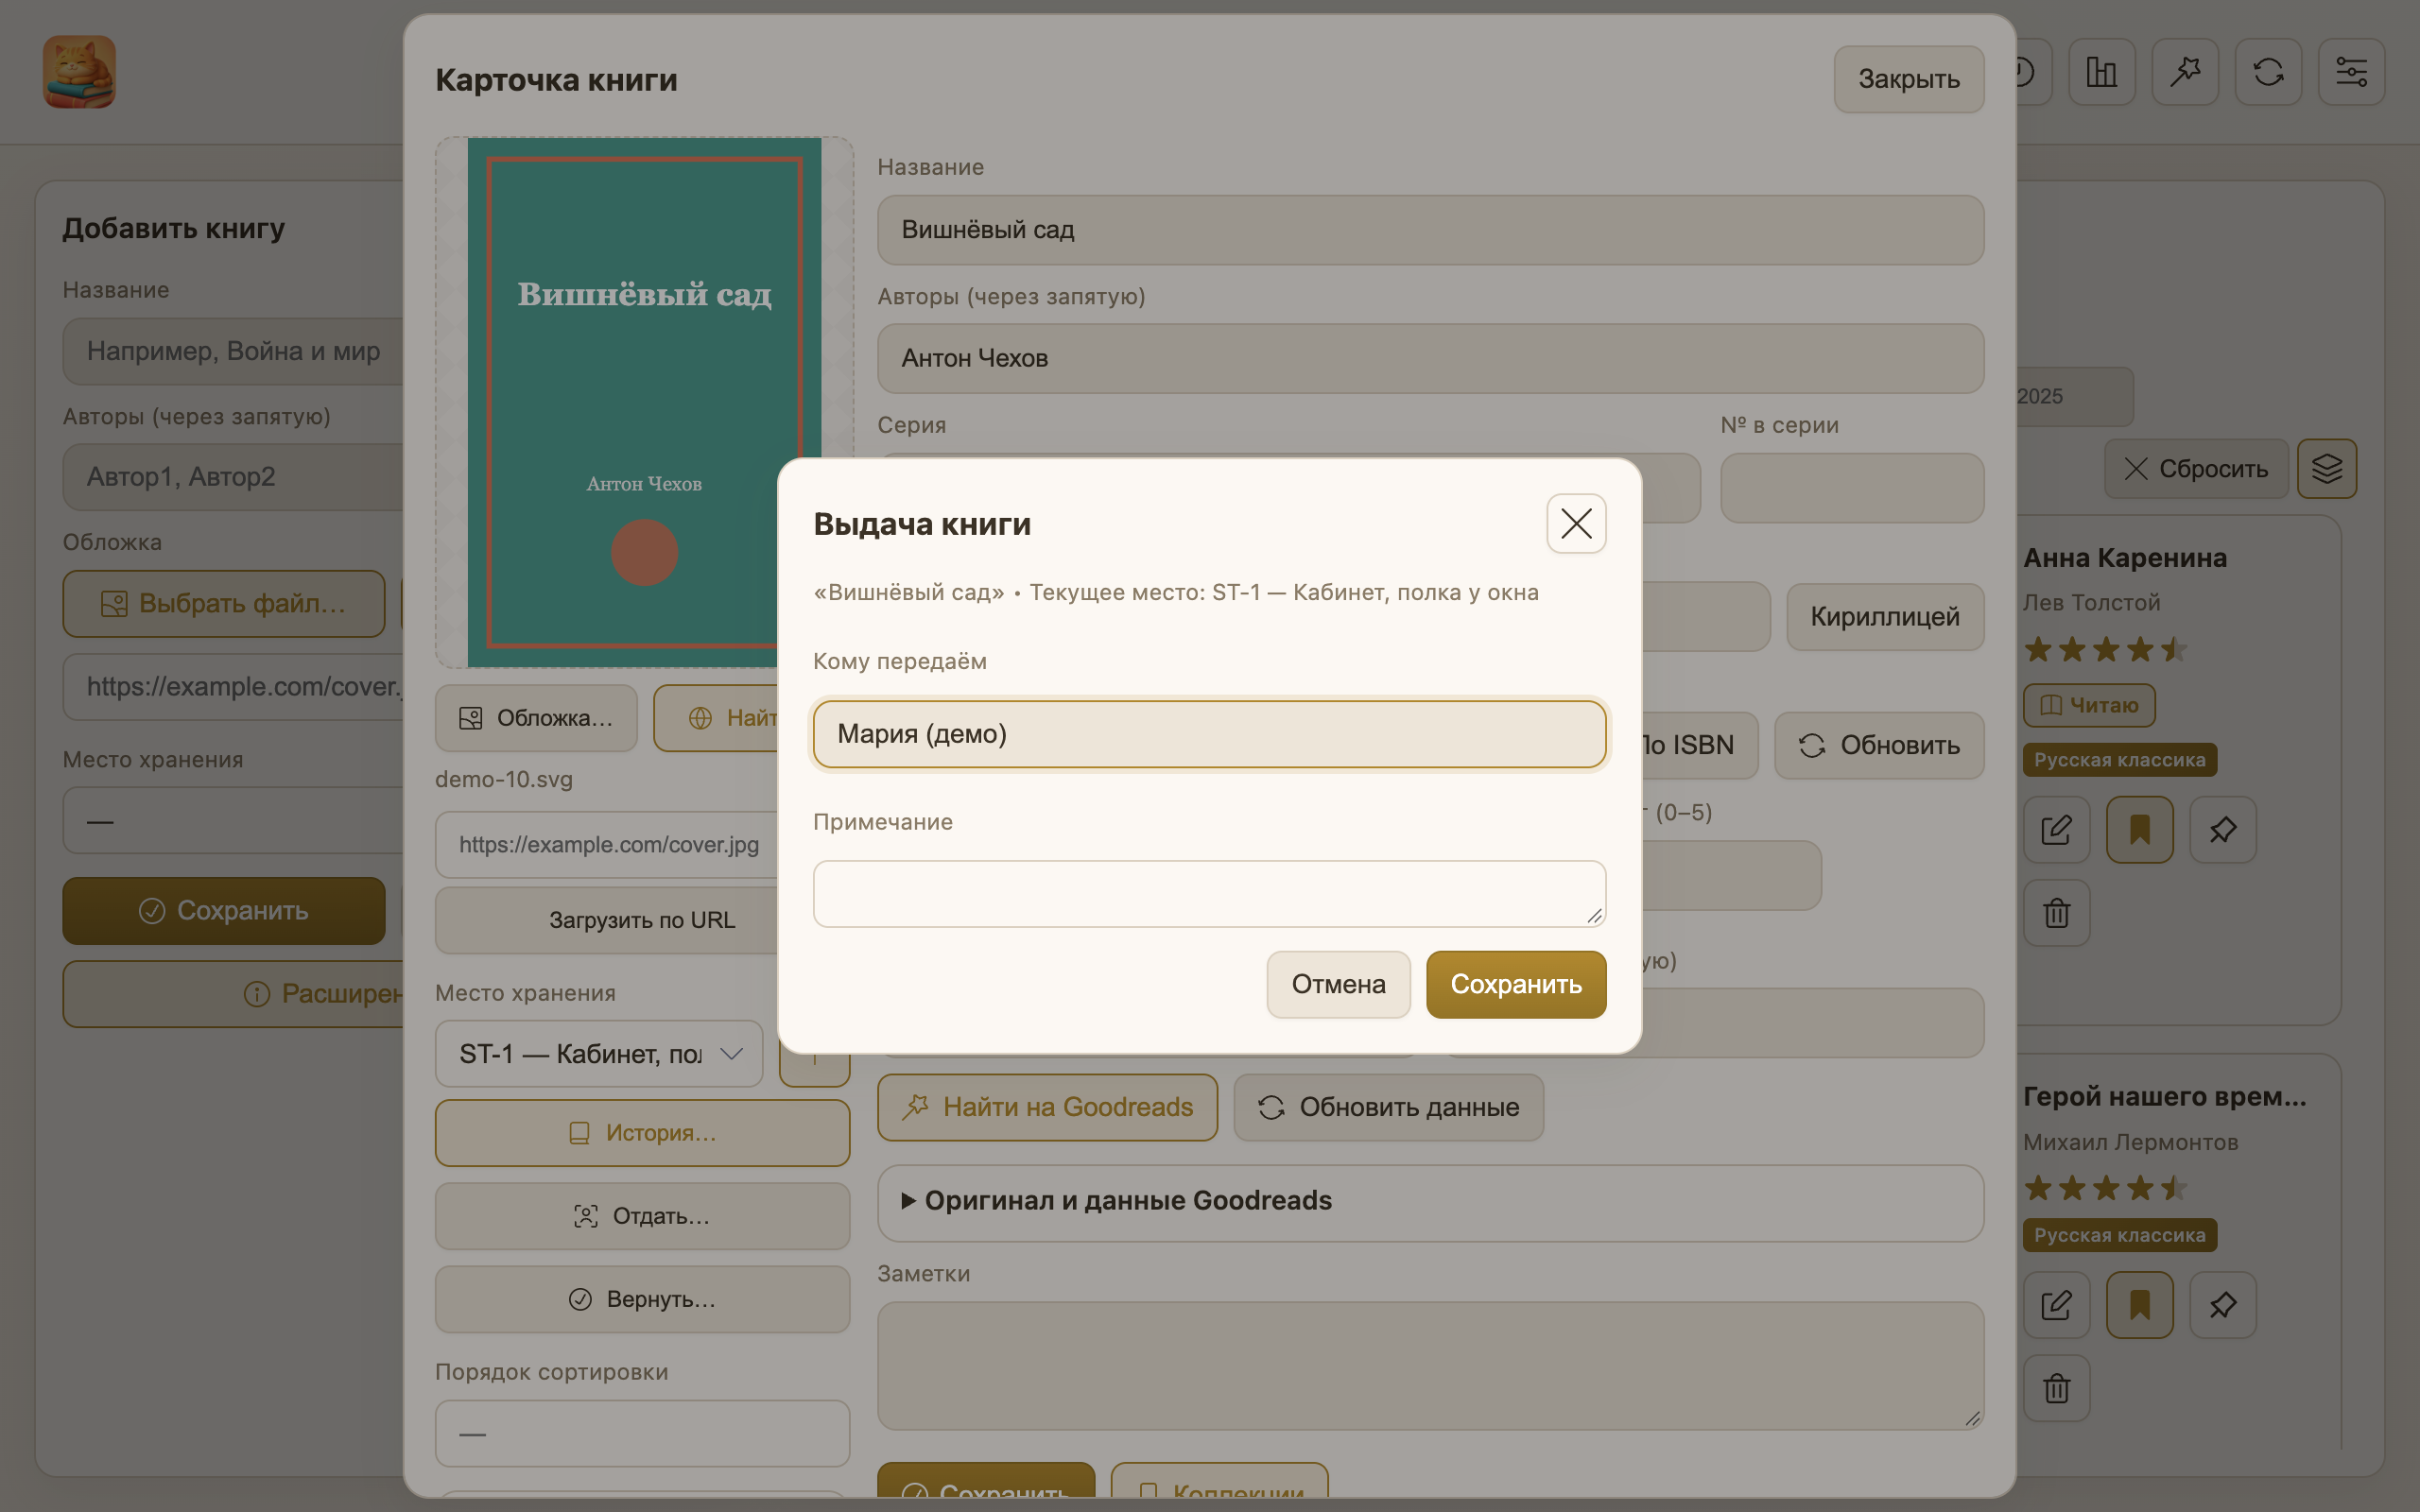 Карточка книги
Закрыть
Добавить книгу
Название
Например, Война и мир
Авторы (через запятую)
Автор1, Автор2
Обложка
Выбрать файл…
https://example.com/cover.
Место хранения
—
Сохранить
Вишнёвый сад
Антон Чехов
Обложка…
demo-10.svg
https://example.com/cover.jpg
Загрузить по URL
Место хранения
ST-1 — Кабинет,
История…
Отдать…
Вернуть…
Порядок сортировки
—
Название
Вишнёвый сад
Авторы (через запятую)
Антон Чехов
Серия
№ в серии
Кириллицей
По ISBN
Обновить
(0–5)
Найти на Goodreads
Обновить данные
Оригинал и данные Goodreads
Заметки
Сохранить
Коллекции
Выдача книги
«Вишнёвый сад» • Текущее место: ST-1 — Кабинет, полка у окна
Кому передаём
Мария (демо)
Примечание
Отмена
Сохранить
2025
Сбросить
Анна Каренина
Лев Толстой
Читаю
Русская классика
Герой нашего врем…
Михаил Лермонтов
Русская классика